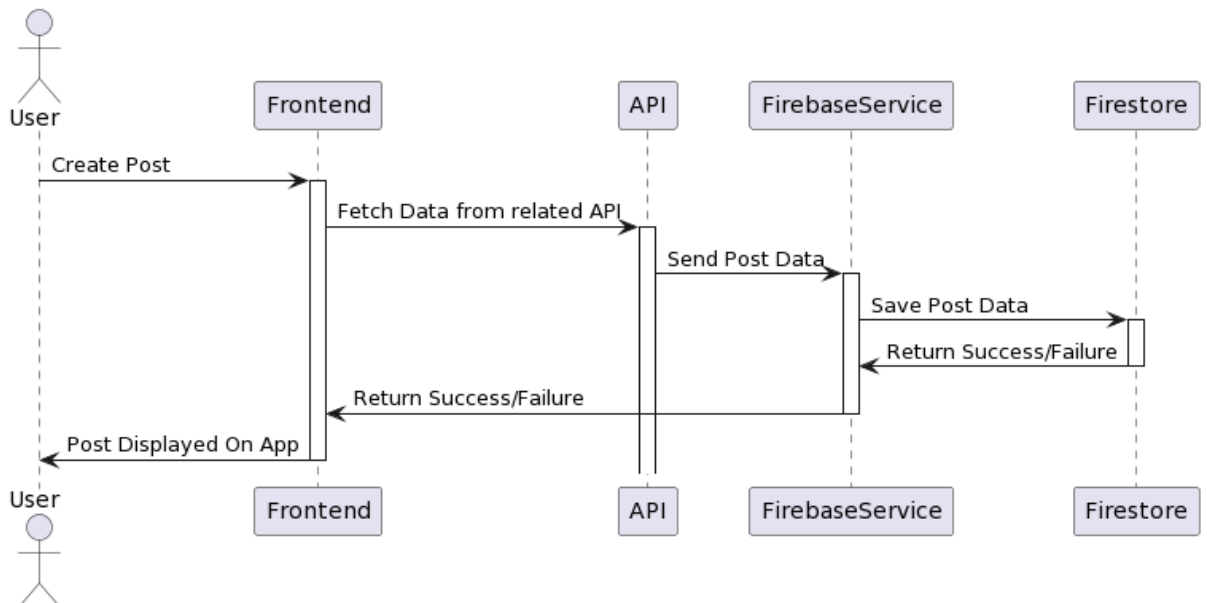 User
Frontend
API
FirebaseService
Firestore
Create Post
Fetch Data from related API
Send Post Data
Save Post Data
Return Success/Failure
Return Success/Failure
Post Displayed On App
User
Frontend
API
FirebaseService
Firestore